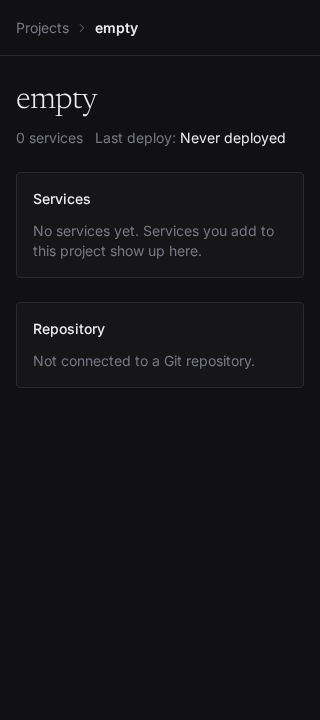 Projects > empty
empty
0 services Last deploy: Never deployed
Services
No services yet. Services you add to
this project show up here.
Repository
Not connected to a Git repository.